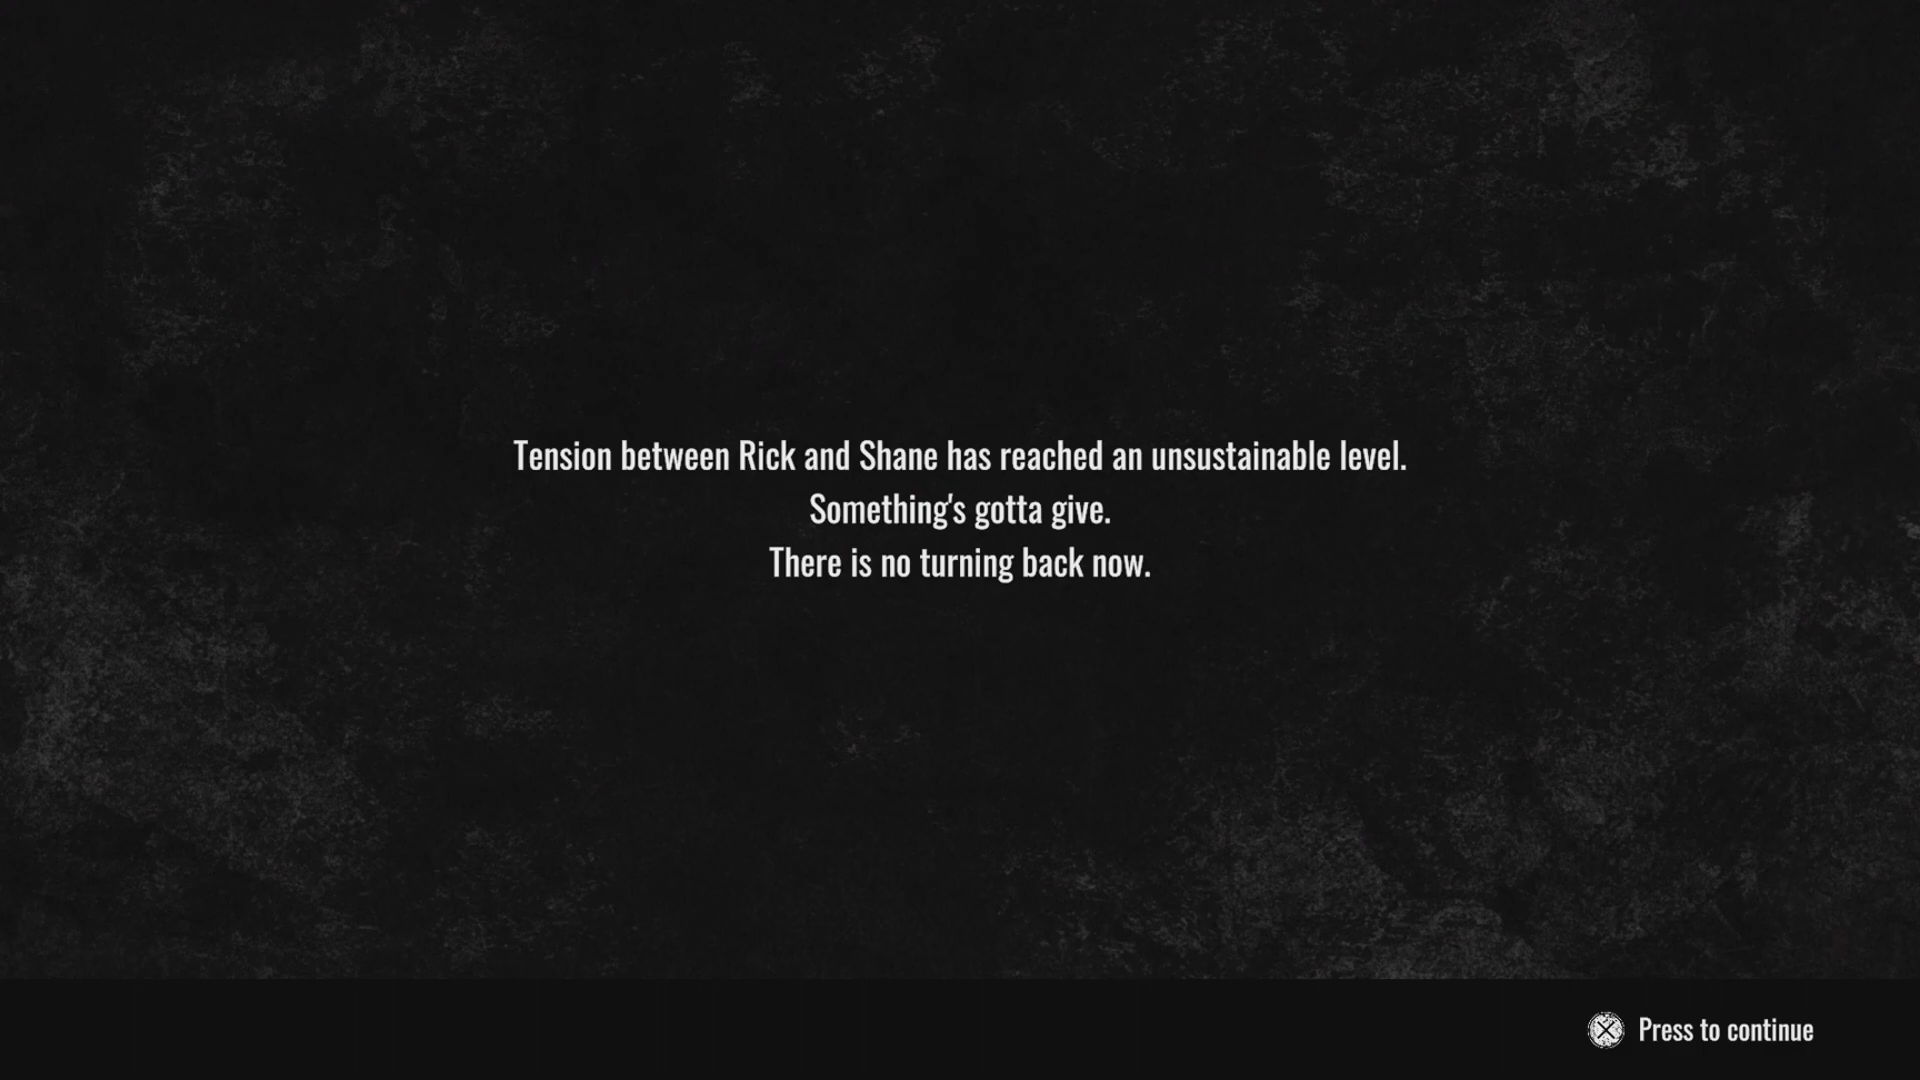 Tension between Rick and Shane has reached an unsustainable level.
Something's gotta give.
There is no turning back now.
Press to continue